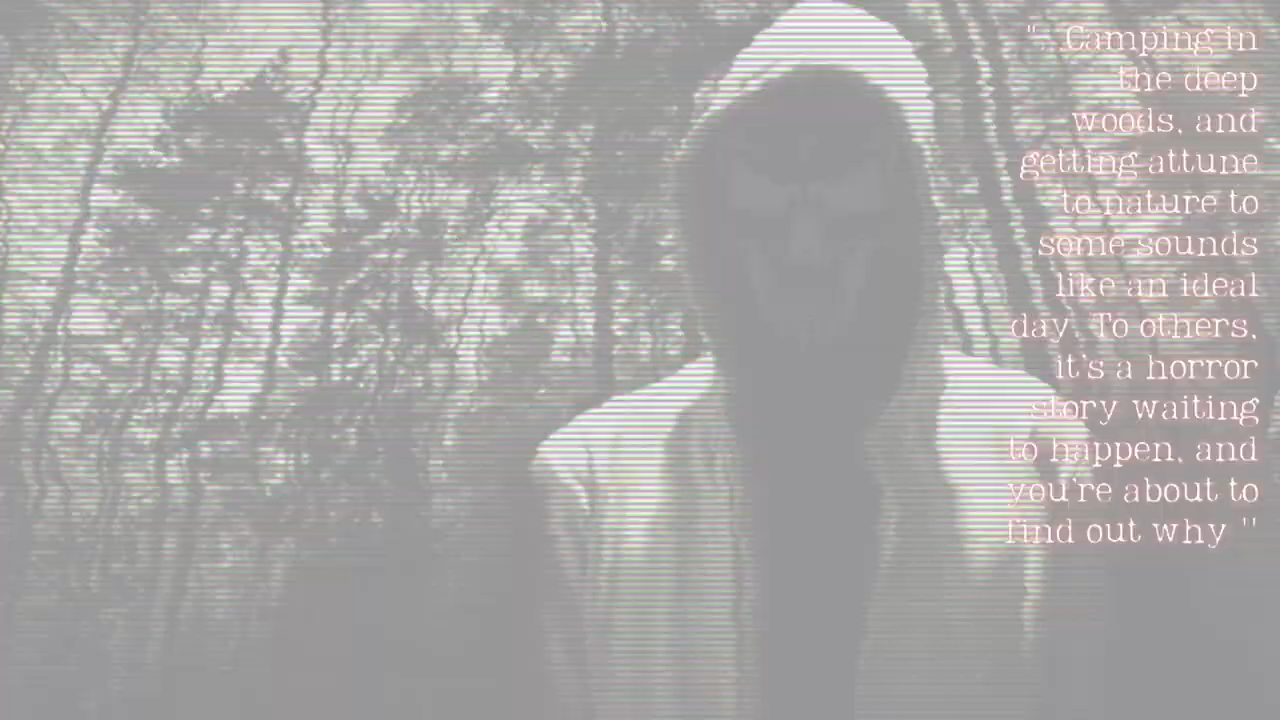 ".. Camping in
the deep
woods, and
getting attune
to nature to
some sounds
like an ideal
day. To others,
it's a horror
story waiting
to happen, and
you're about to
find out why "